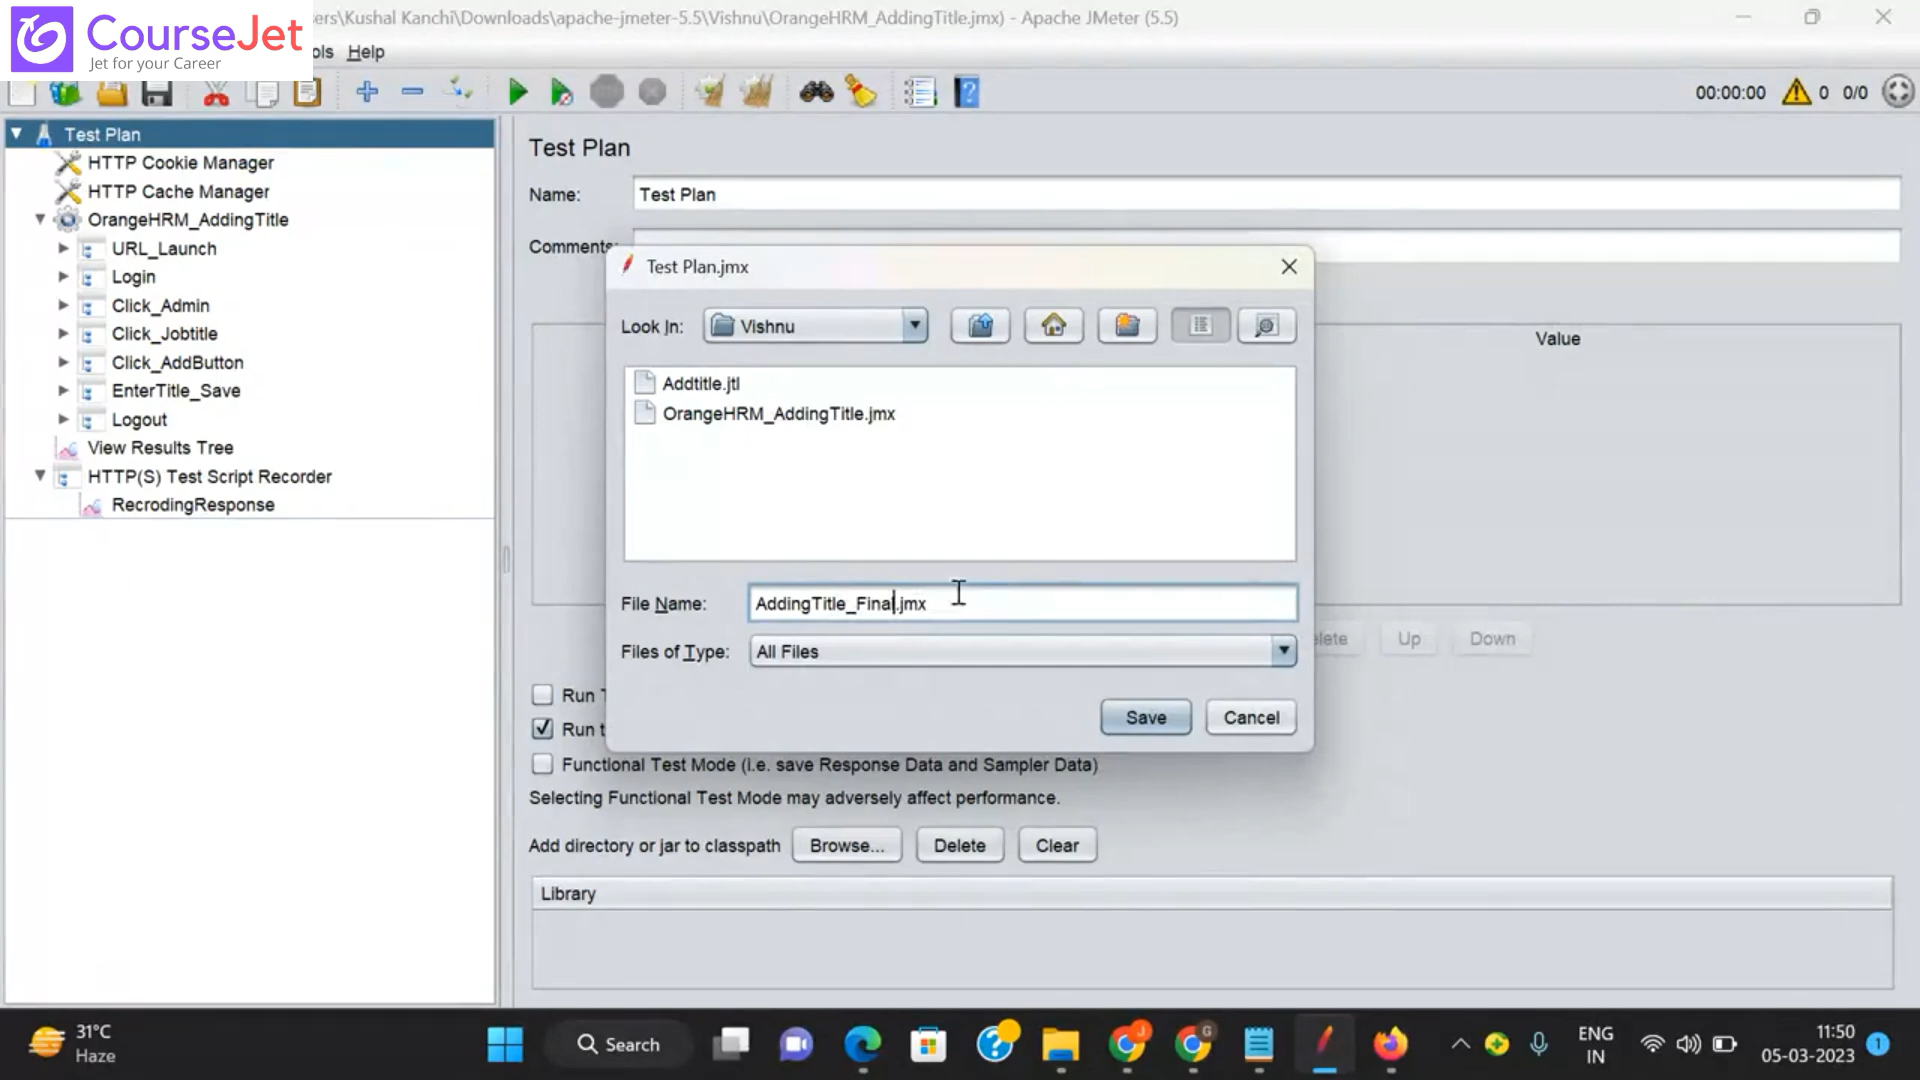 CourseJet
Jet for your Career
ers\Kushal Kanchi\Downloads\apache-jmeter-5.5\Vishnu\OrangeHRM_AddingTitle.jmx) - Apache JMeter (5.5)
ols Help
00:00:00 0 0/0
Test Plan
HTTP Cookie Manager
HTTP Cache Manager
OrangeHRM_AddingTitle
URL_Launch
Login
Click_Admin
Click_Jobtitle
Click_AddButton
EnterTitle_Save
Logout
View Results Tree
HTTP(S) Test Script Recorder
RecrodingResponse
Test Plan
Name: Test Plan
Comments:
Value
Test Plan.jmx
Look In: Vishnu
Addtitle.jtl
OrangeHRM_AddingTitle.jmx
File Name: AddingTitle_Final.jmx
Files of Type: All Files
Save Cancel
elete Up Down
Run T
Run t
Functional Test Mode (i.e. save Response Data and Sampler Data)
Selecting Functional Test Mode may adversely affect performance.
Add directory or jar to classpath Browse... Delete Clear
Library
31°C
Haze
Search
J
G
ENG
IN
11:50
05-03-2023
1